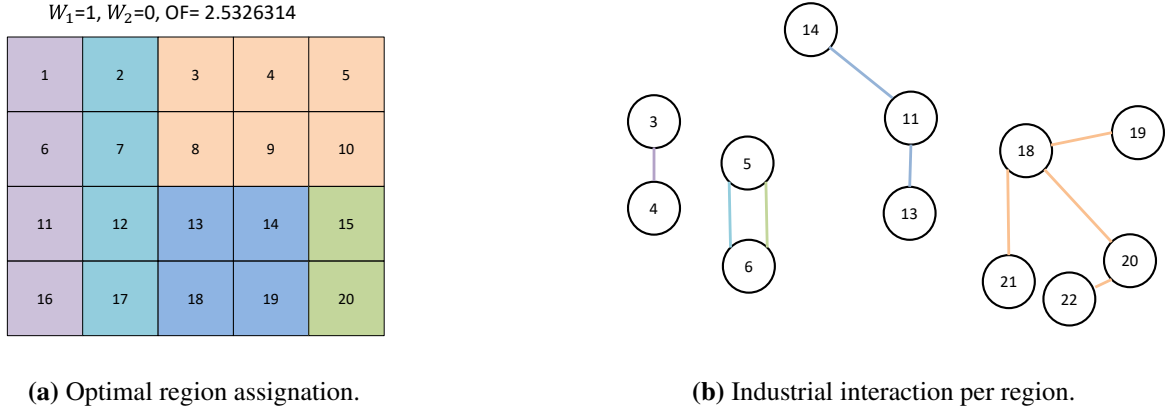 W₁=1, W₂=0, OF= 2.5326314
1 2 3 4 5
6 7 8 9 10
11 12 13 14 15
16 17 18 19 20
14
3 11 19
5 18
4 13
6 21 20
22
(a) Optimal region assignation.
(b) Industrial interaction per region.